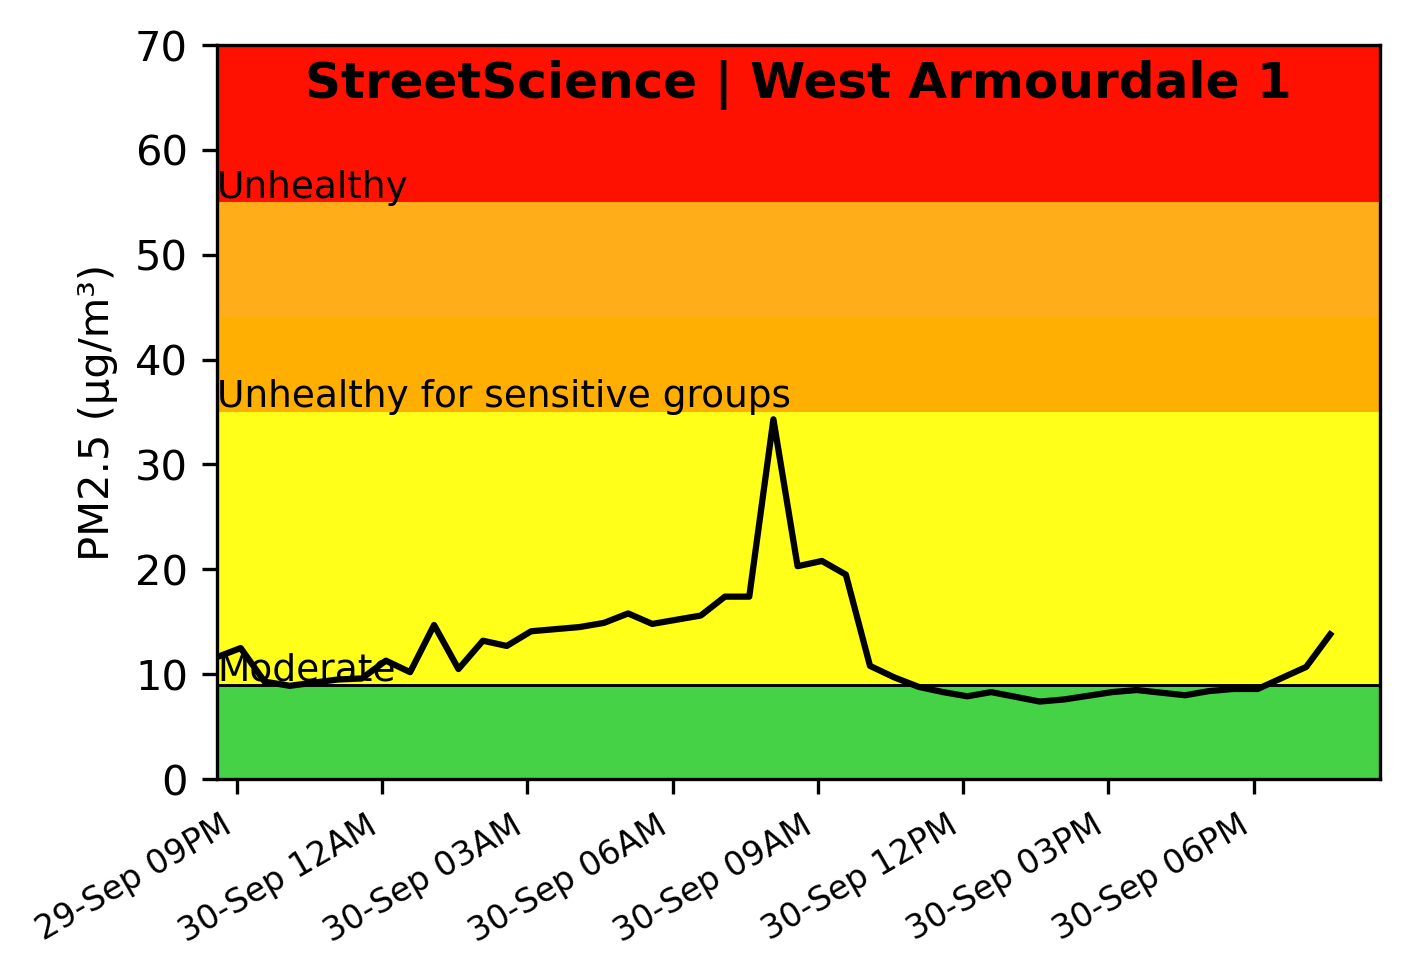 StreetScience | West Armourdale 1
70
60
50
40
30
20
10
0
PM2.5 (µg/m³)
Unhealthy
Unhealthy for sensitive groups
Moderate
29-Sep 09PM
30-Sep 12AM
30-Sep 03AM
30-Sep 06AM
30-Sep 09AM
30-Sep 12PM
30-Sep 03PM
30-Sep 06PM